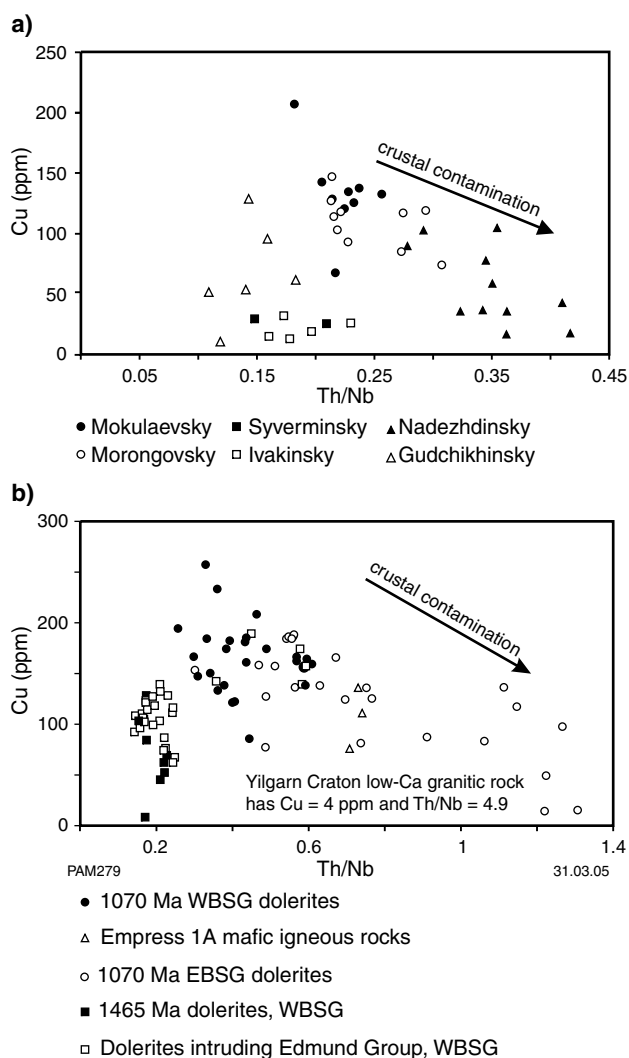 a)
250
200
150
100
50
0
Cu (ppm)
crustal contamination
0.05 0.15 0.25 0.35 0.45
Th/Nb
Mokulaevsky Syverminsky Nadezhdinsky
Morongovsky Ivakinsky Gudchikhinsky
b)
300
200
100
0
Cu (ppm)
crustal contamination
Yilgarn Craton low-Ca granitic rock
has Cu = 4 ppm and Th/Nb = 4.9
0.2 0.6 1 1.4
Th/Nb
PAM279 31.03.05
1070 Ma WBSG dolerites
Empress 1A mafic igneous rocks
1070 Ma EBSG dolerites
1465 Ma dolerites, WBSG
Dolerites intruding Edmund Group, WBSG